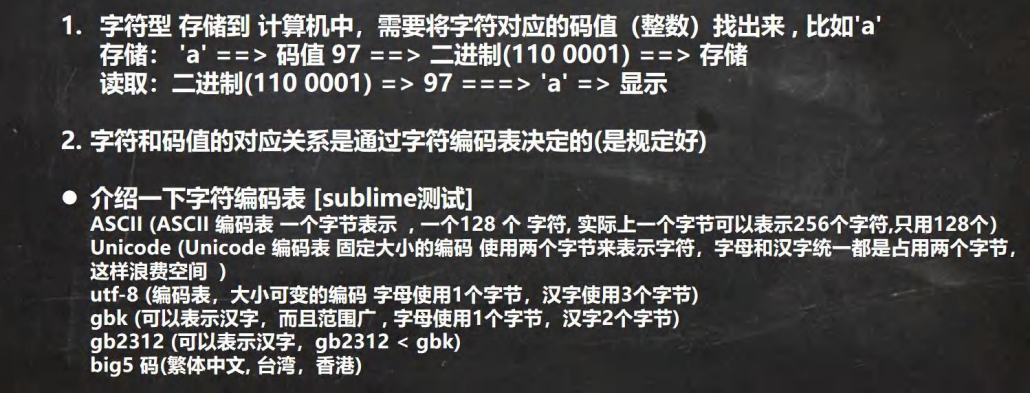 1. 字符型 存储到 计算机中，需要将字符对应的码值（整数）找出来 , 比如'a'
存储： 'a' ==> 码值 97 ==> 二进制(110 0001) ==> 存储
读取：二进制(110 0001) => 97 ===> 'a' => 显示
2. 字符和码值的对应关系是通过字符编码表决定的(是规定好)
● 介绍一下字符编码表 [sublime测试]
ASCII (ASCII 编码表 一个字节表示 , 一个128 个 字符, 实际上一个字节可以表示256个字符,只用128个)
Unicode (Unicode 编码表 固定大小的编码 使用两个字节来表示字符，字母和汉字统一都是占用两个字节，
这样浪费空间 )
utf-8 (编码表，大小可变的编码 字母使用1个字节，汉字使用3个字节)
gbk (可以表示汉字，而且范围广 , 字母使用1个字节，汉字2个字节)
gb2312 (可以表示汉字，gb2312 < gbk)
big5 码(繁体中文, 台湾，香港)